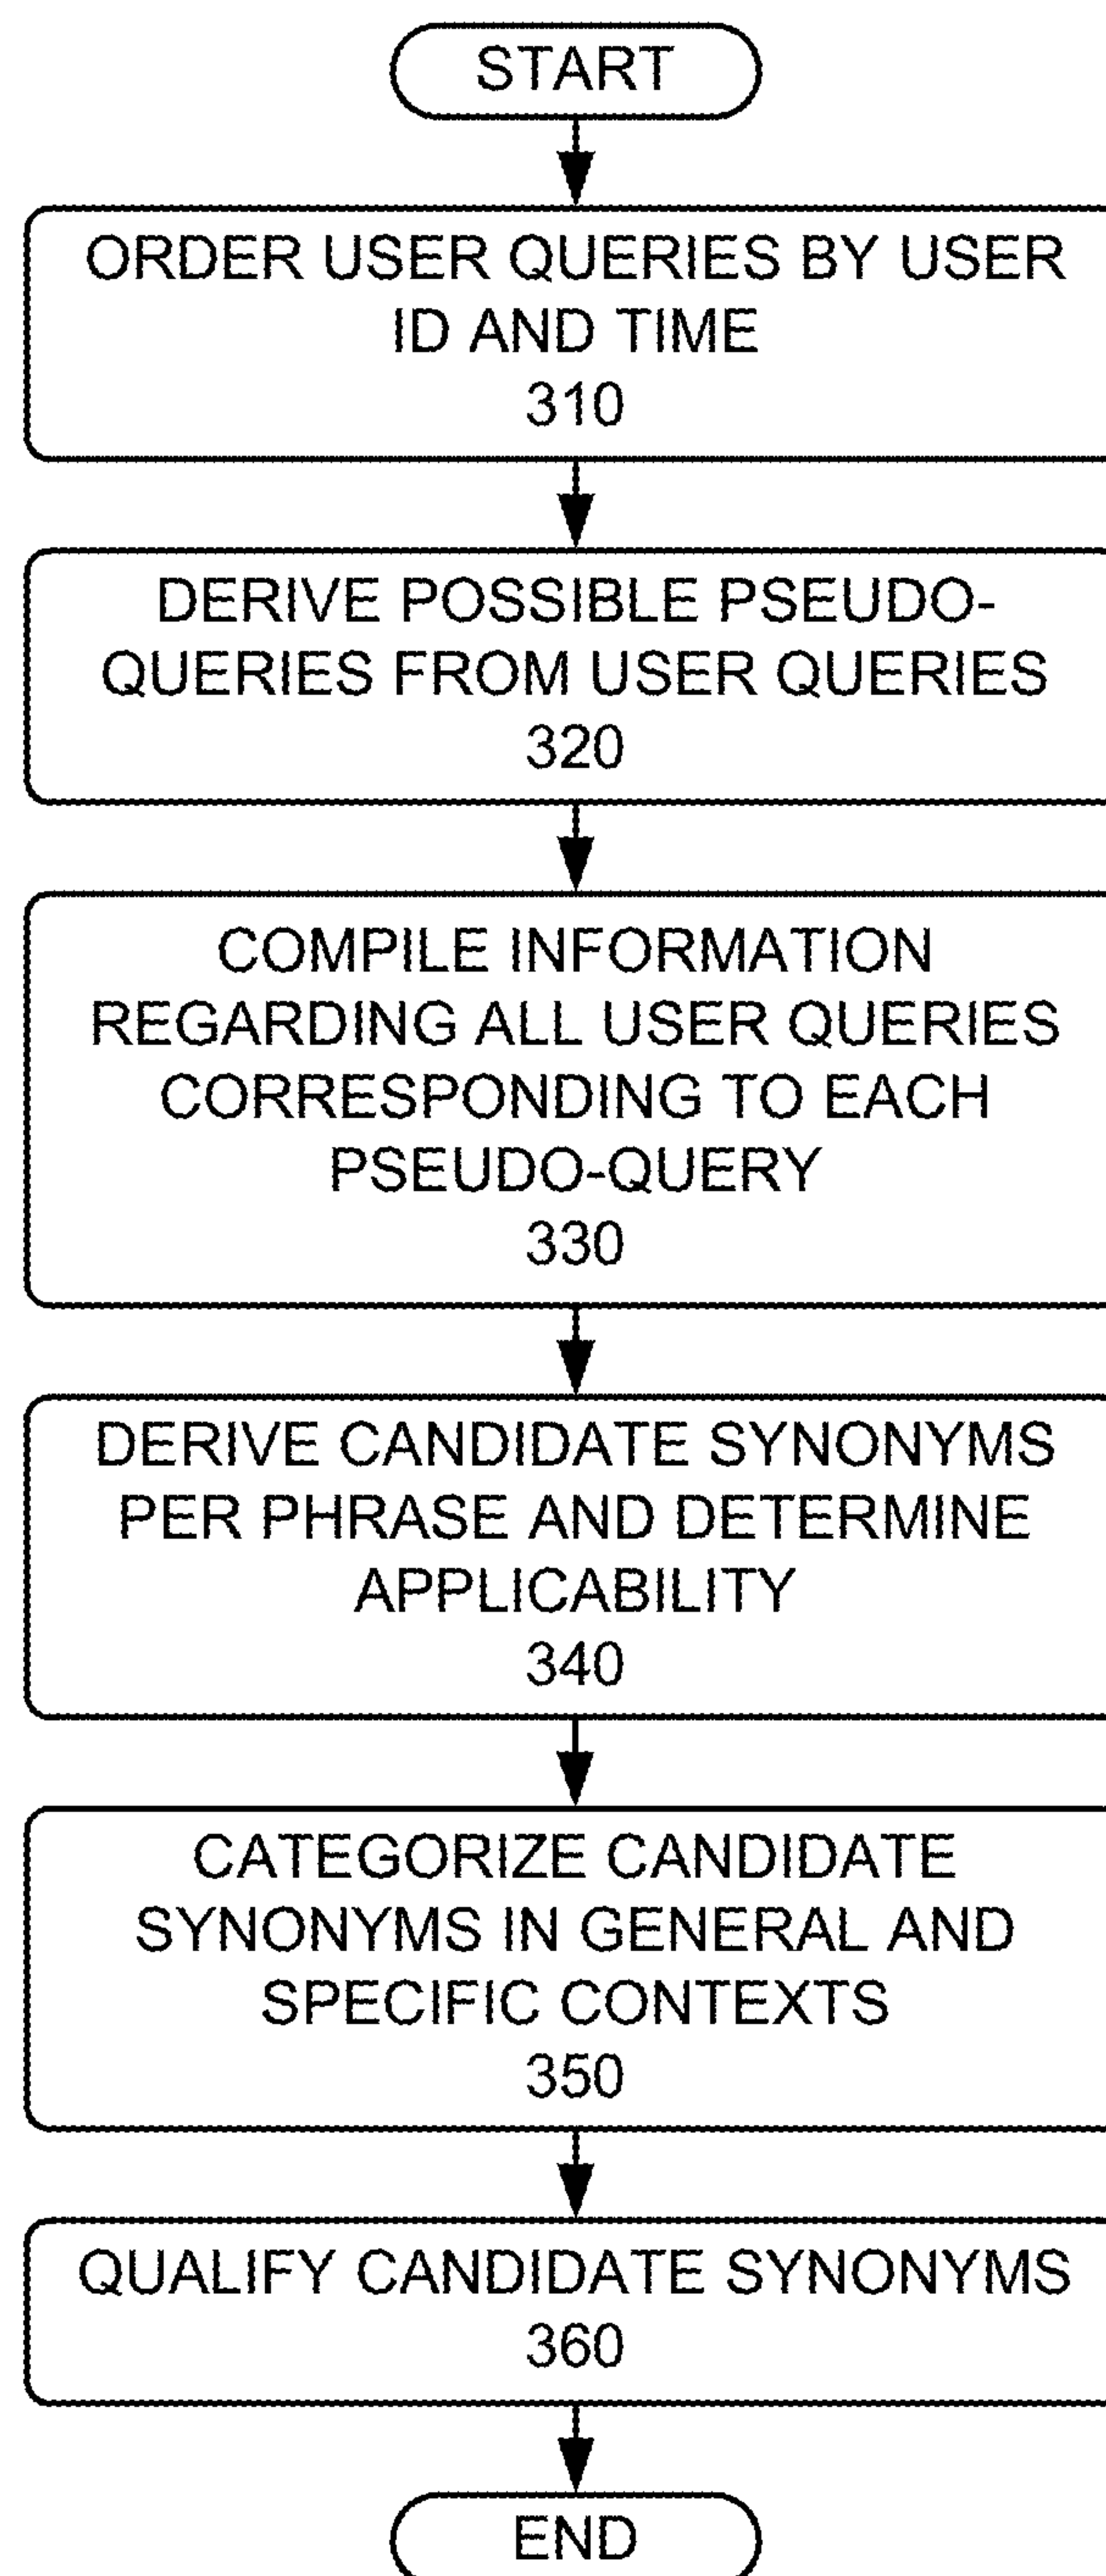 START
ORDER USER QUERIES BY USER
ID AND TIME
310
DERIVE POSSIBLE PSEUDO-
QUERIES FROM USER QUERIES
320
COMPILE INFORMATION
REGARDING ALL USER QUERIES
CORRESPONDING TO EACH
PSEUDO-QUERY
330
DERIVE CANDIDATE SYNONYMS
PER PHRASE AND DETERMINE
APPLICABILITY
340
CATEGORIZE CANDIDATE
SYNONYMS IN GENERAL AND
SPECIFIC CONTEXTS
350
QUALIFY CANDIDATE SYNONYMS
360
END